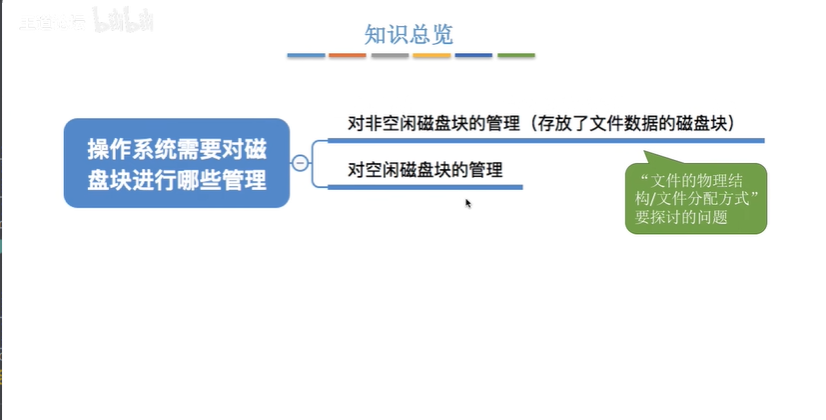 知识总览
对非空闲磁盘块的管理（存放了文件数据的磁盘块）
操作系统需要对磁
盘块进行哪些管理
对空闲磁盘块的管理
“文件的物理结
构/文件分配方式”
要探讨的问题